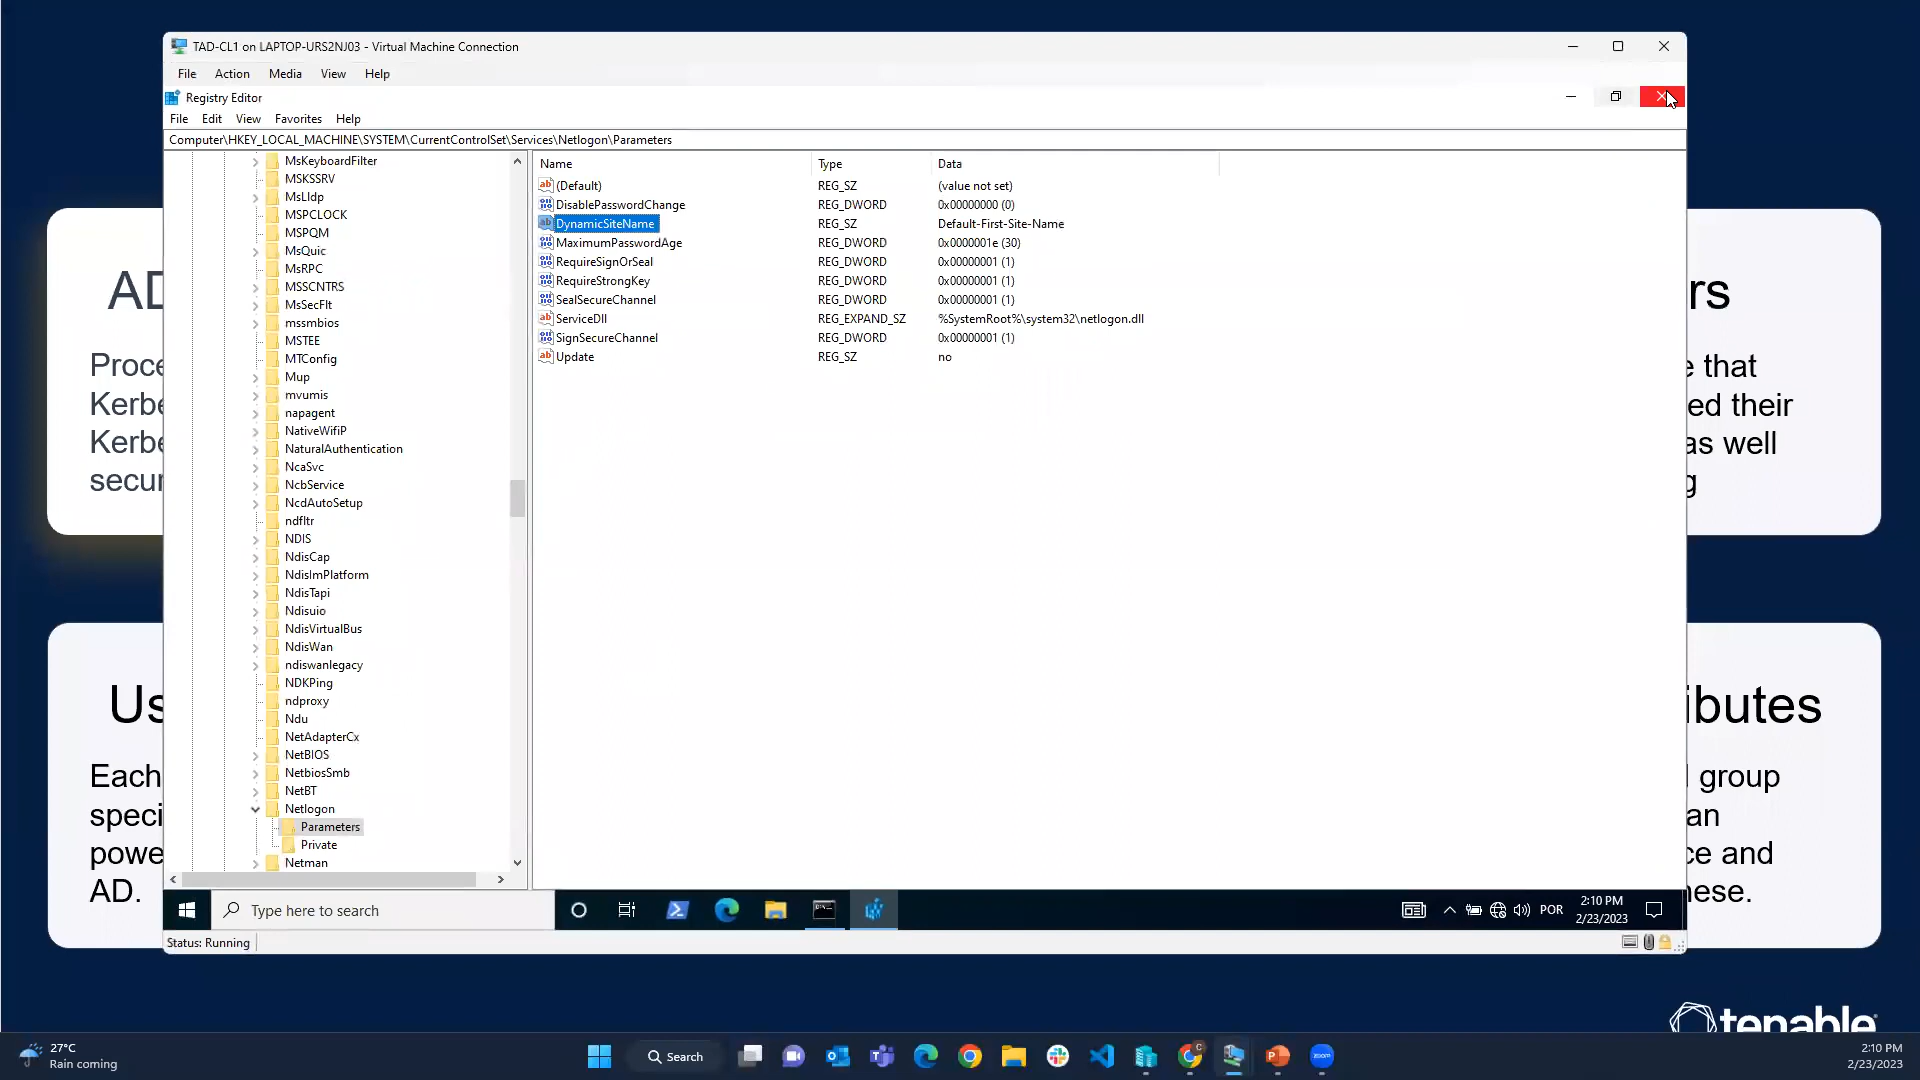 TAD-CL1 on LAPTOP-URS2NJ03 - Virtual Machine Connection
File Action Media View Help
Registry Editor
File Edit View Favorites Help
Computer\HKEY_LOCAL_MACHINE\SYSTEM\CurrentControlSet\Services\Netlogon\Parameters
MsKeyboardFilter
MSKSSRV
MsLldp
MSPCLOCK
MSPQM
MsQuic
MsRPC
MSSCNTRS
MsSecFlt
mssmbios
MSTEE
MTConfig
Mup
mvumis
napagent
NativeWifiP
NaturalAuthentication
NcaSvc
NcbService
NcdAutoSetup
ndfltr
NDIS
NdisCap
NdisImPlatform
NdisTapi
Ndisuio
NdisVirtualBus
NdisWan
ndiswanlegacy
NDKPing
ndproxy
Ndu
NetAdapterCx
NetBIOS
NetbiosSmb
NetBT
Netlogon
Parameters
Private
Netman
Name Type Data
(Default) REG_SZ (value not set)
DisablePasswordChange REG_DWORD 0x00000000 (0)
DynamicSiteName REG_SZ Default-First-Site-Name
MaximumPasswordAge REG_DWORD 0x0000001e (30)
RequireSignOrSeal REG_DWORD 0x00000001 (1)
RequireStrongKey REG_DWORD 0x00000001 (1)
SealSecureChannel REG_DWORD 0x00000001 (1)
ServiceDll REG_EXPAND_SZ %SystemRoot%\system32\netlogon.dll
SignSecureChannel REG_DWORD 0x00000001 (1)
Update REG_SZ no
Type here to search
POR
2:10 PM
2/23/2023
Status: Running
AD
Proce
Kerbe
Kerbe
secur
rs
e that
ed their
as well
g
Us
Each
speci
powe
AD.
ibutes
group
an
ce and
hese.
tenable
27°C
Rain coming
Search
zoom
2:10 PM
2/23/2023